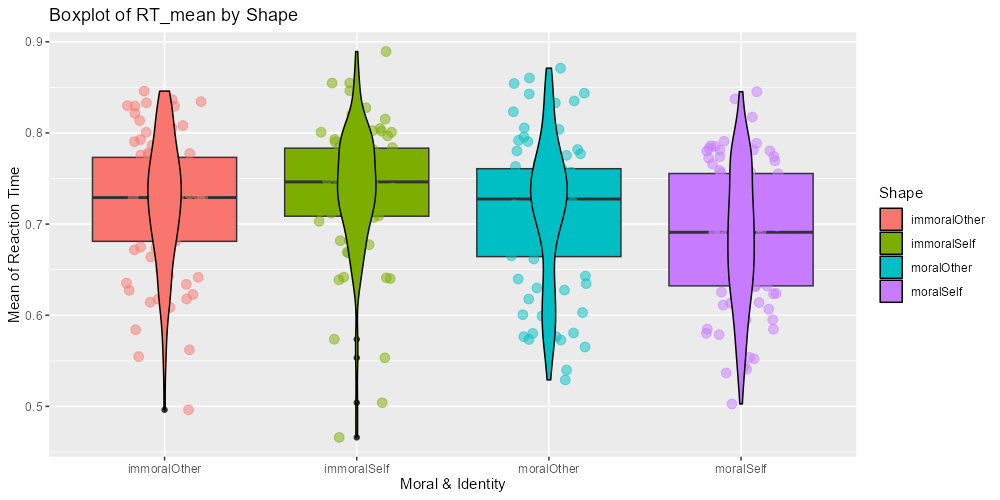 Boxplot of RT_mean by Shape
Mean of Reaction Time
0.9
0.8
0.7
0.6
0.5
immoralOther
immoralSelf
moralOther
moralSelf
Moral & Identity
Shape
immoralOther
immoralSelf
moralOther
moralSelf